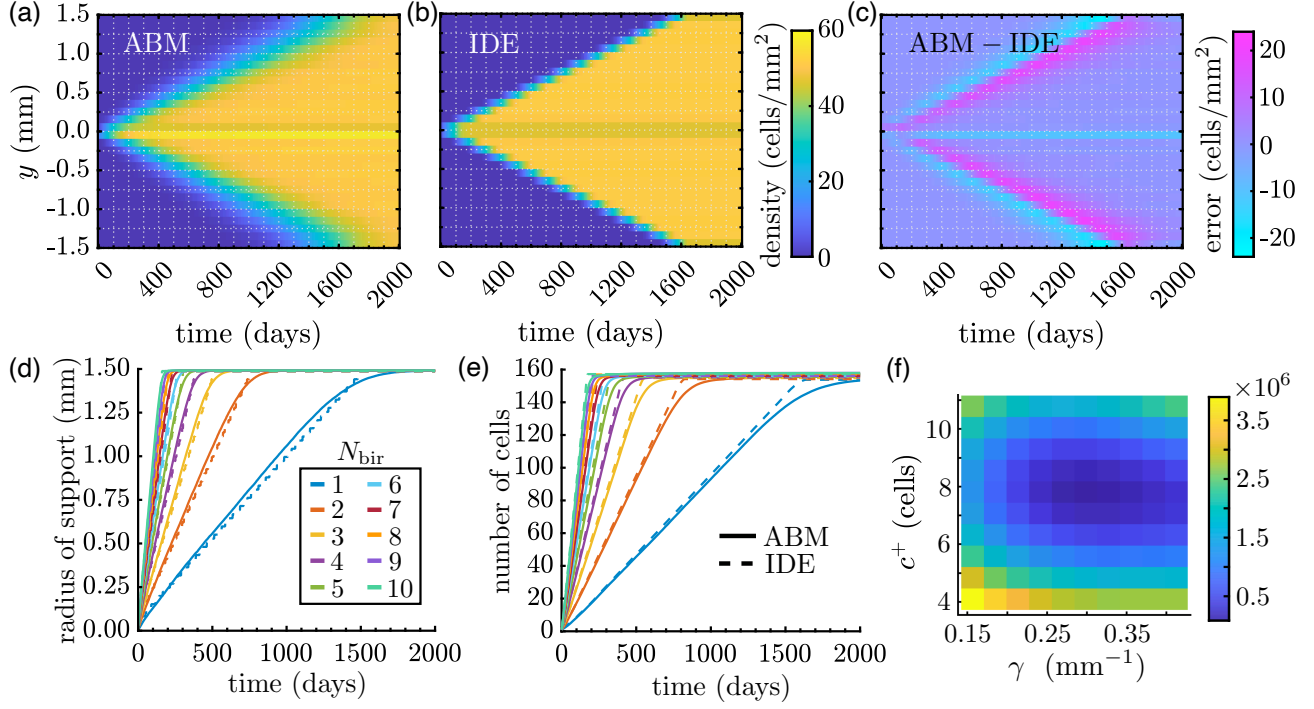 (a)
ABM
1.5
1.0
0.5
0.0
-0.5
-1.0
-1.5
y (mm)
0
400
800
1200
1600
2000
time (days)
(b)
IDE
0
400
800
1200
1600
2000
time (days)
60
40
20
0
density (cells/mm²)
(c)
ABM − IDE
0
400
800
1200
1600
2000
time (days)
20
10
0
-10
-20
error (cells/mm²)
(d)
1.50
1.25
1.00
0.75
0.50
0.25
0.00
radius of support (mm)
N_bir
1 6
2 7
3 8
4 9
5 10
0 500 1000 1500 2000
time (days)
(e)
160
140
120
100
80
60
40
20
0
number of cells
ABM
IDE
0 500 1000 1500 2000
time (days)
(f)
10
8
6
4
c⁺ (cells)
0.15 0.25 0.35
γ (mm⁻¹)
×10⁶
3.5
3
2.5
2
1.5
1
0.5